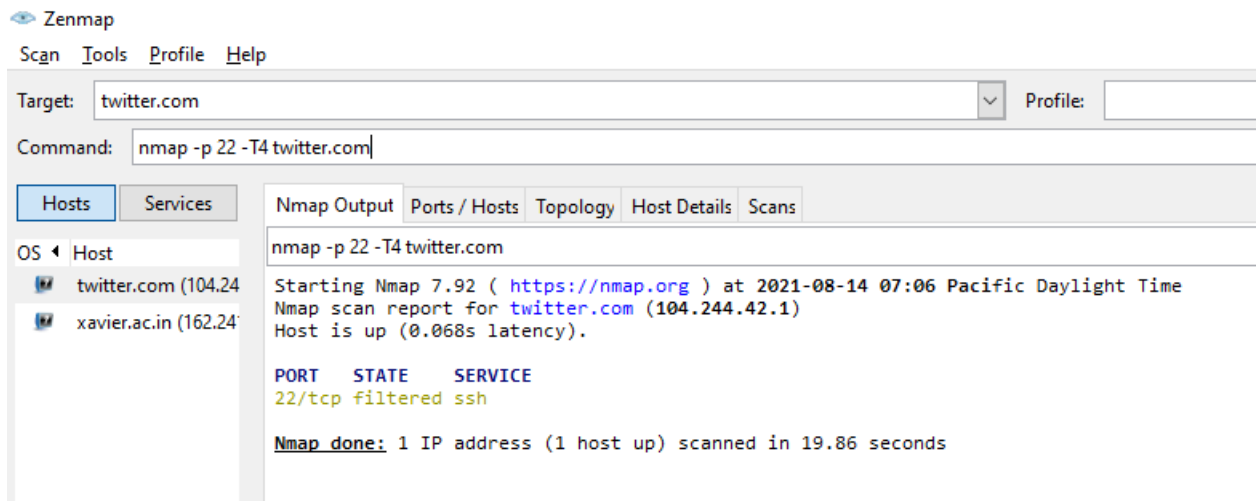 Zenmap
Scan Tools Profile Help
Target: twitter.com Profile:
Command: nmap -p 22 -T4 twitter.com
Hosts Services
Nmap Output Ports / Hosts Topology Host Details Scans
OS Host
twitter.com (104.24
xavier.ac.in (162.241
nmap -p 22 -T4 twitter.com
Starting Nmap 7.92 ( https://nmap.org ) at 2021-08-14 07:06 Pacific Daylight Time
Nmap scan report for twitter.com (104.244.42.1)
Host is up (0.068s latency).
PORT STATE SERVICE
22/tcp filtered ssh
Nmap done: 1 IP address (1 host up) scanned in 19.86 seconds